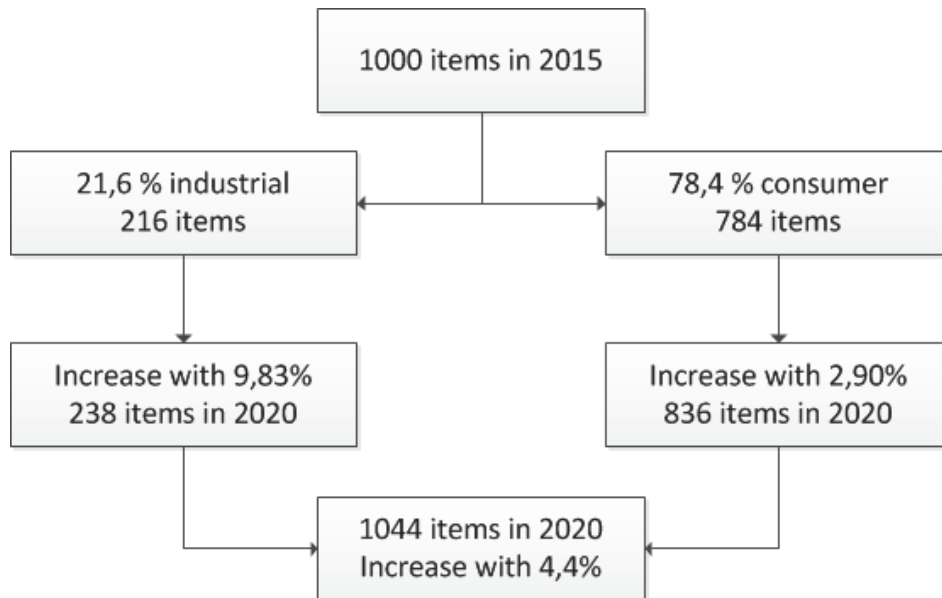 1000 items in 2015
21,6 % industrial
216 items
78,4 % consumer
784 items
Increase with 9,83%
238 items in 2020
Increase with 2,90%
836 items in 2020
1044 items in 2020
Increase with 4,4%